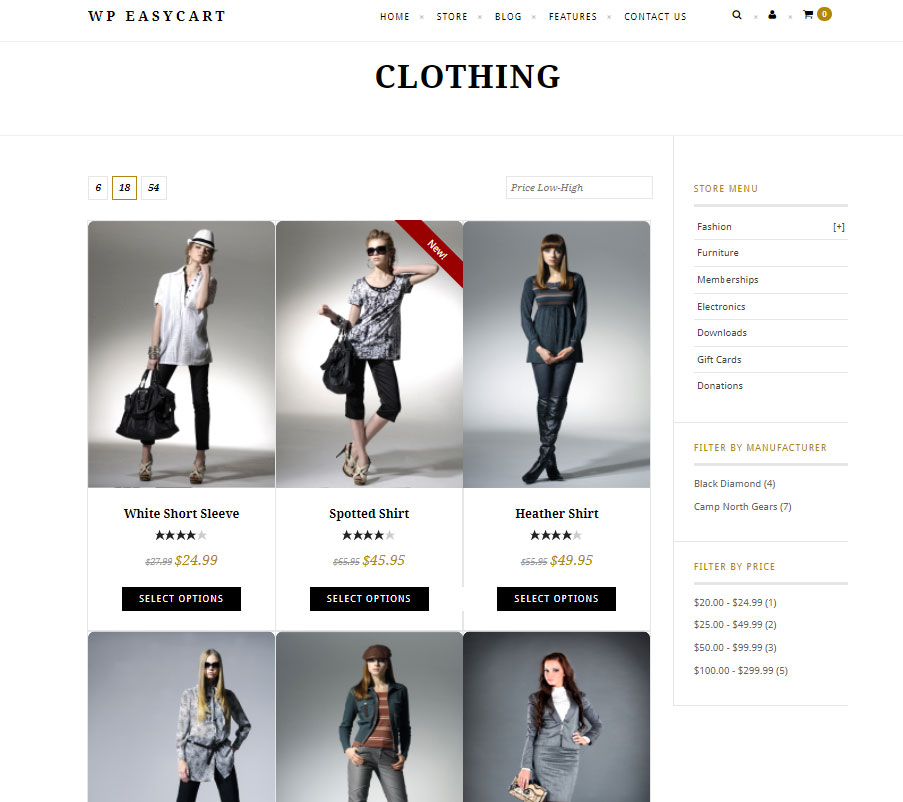 WP EASYCART
HOME × STORE × BLOG × FEATURES × CONTACT US × × 0
CLOTHING
6 18 54
Price Low-High
New!
White Short Sleeve
$27.99 $24.99
SELECT OPTIONS
Spotted Shirt
$65.95 $45.95
SELECT OPTIONS
Heather Shirt
$55.95 $49.95
SELECT OPTIONS
STORE MENU
Fashion [+]
Furniture
Memberships
Electronics
Downloads
Gift Cards
Donations
FILTER BY MANUFACTURER
Black Diamond (4)
Camp North Gears (7)
FILTER BY PRICE
$20.00 - $24.99 (1)
$25.00 - $49.99 (2)
$50.00 - $99.99 (3)
$100.00 - $299.99 (5)